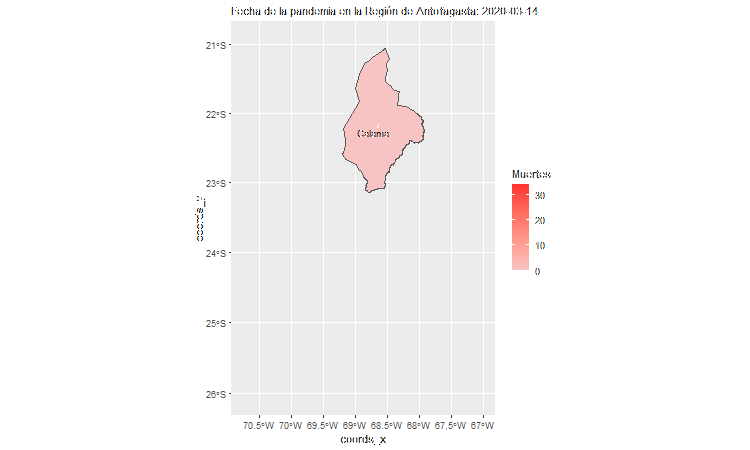 Fecha de la pandemia en la Región de Antofagasta: 2020-03-14
21°S
22°S
Calama
23°S
24°S
25°S
26°S
coords_y
70.5°W 70°W 69.5°W 69°W 68.5°W 68°W 67.5°W 67°W
coords_x
Muertes
30
20
10
0